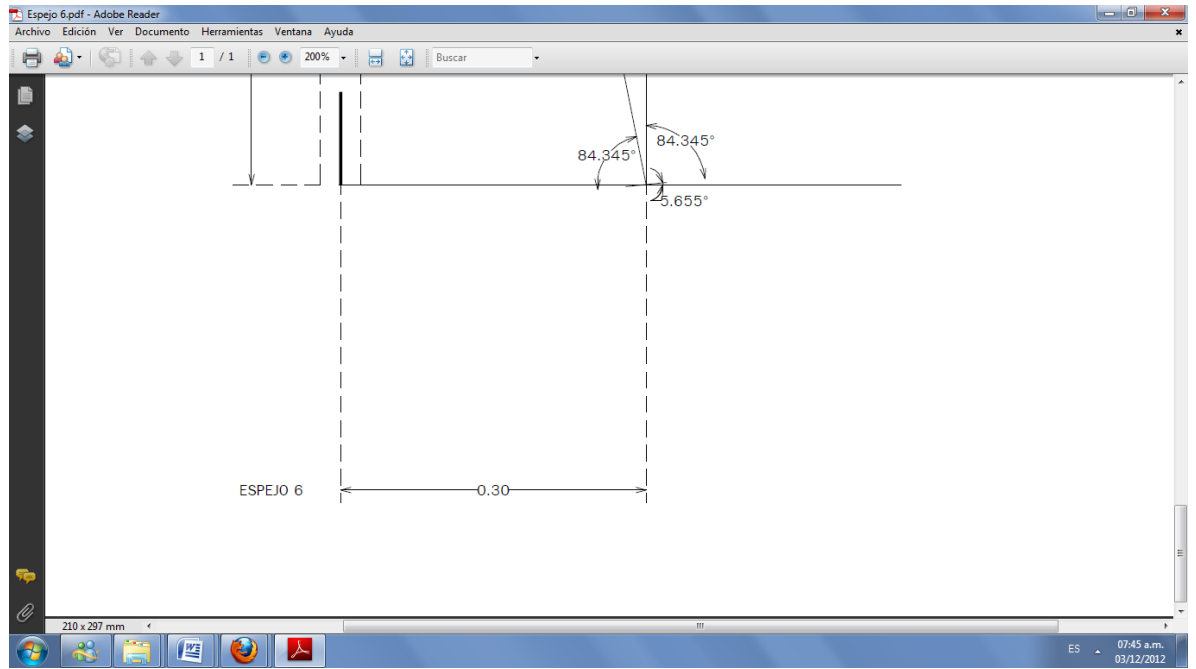 Espejo 6.pdf - Adobe Reader
Archivo Edición Ver Documento Herramientas Ventana Ayuda
1 / 1 200% Buscar
84.345°
84.345°
5.655°
ESPEJO 6 0.30
210 x 297 mm
ES 07:45 a.m.
03/12/2012